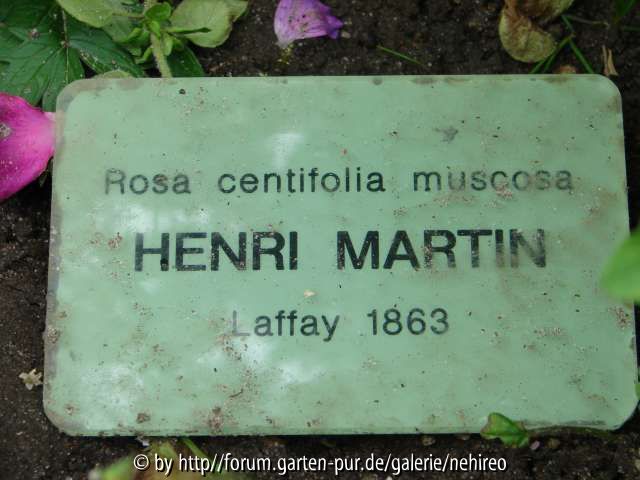 Rosa centifolia muscosa
HENRI MARTIN
Laffay 1863
© by http://forum.garten-pur.de/galerie/nehireo